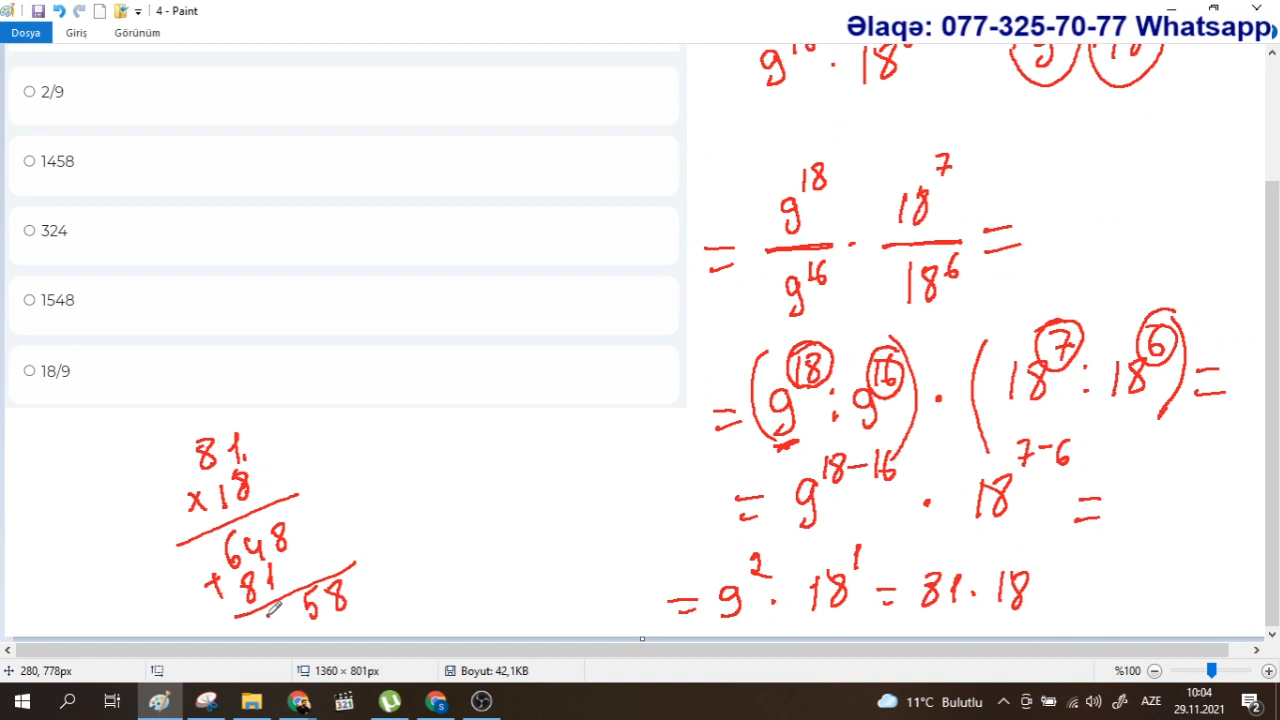 4 - Paint
Əlaqə: 077-325-70-77 Whatsapp
Dosya Giriş Görünüm
2/9
1458
324
1548
18/9
9^18 · 18^7
= — · — =
9^16 18^6
= (9^18 : 9^16) · (18^7 : 18^6) =
= 9^18-16 · 18^7-6 =
= 9^2 · 18^1 = 81 · 18
81
x 18
648
+ 81
58
280, 778px
1360 × 801px
Boyut: 42,1KB
%100
11°C Bulutlu
AZE
10:04
29.11.2021
2